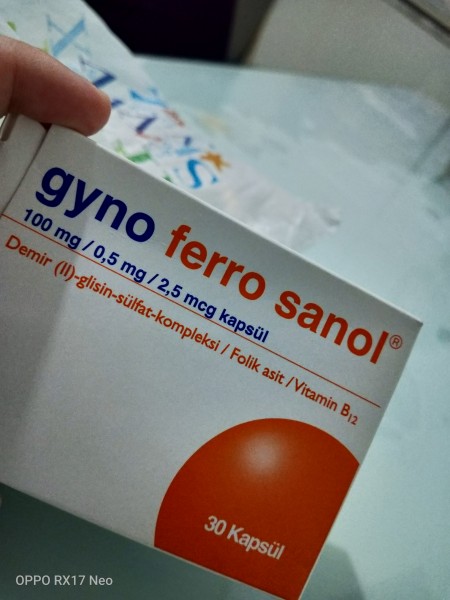 gyno ferro sanol®
100 mg / 0,5 mg / 2,5 mcg kapsül
Demir (II)-glisin-sülfat-kompleksi / Folik asit / Vitamin B12
30 Kapsül
OPPO RX17 Neo